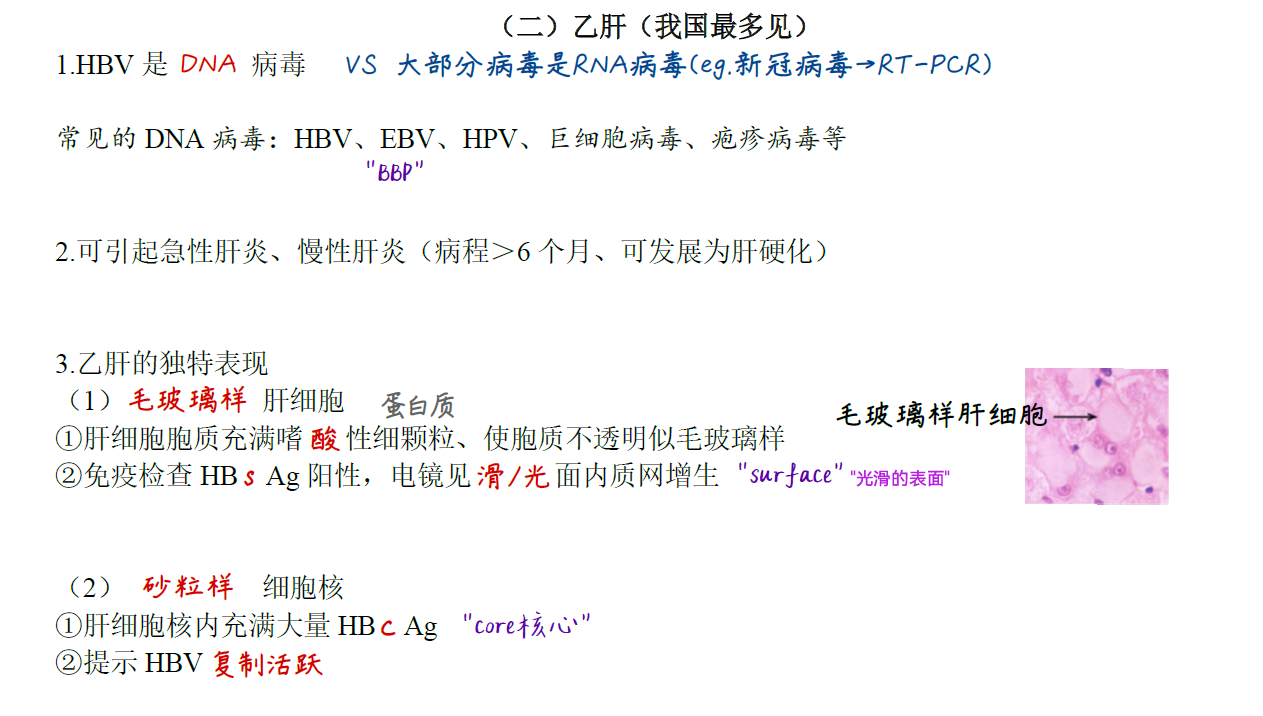 （二）乙肝（我国最多见）
1.HBV 是 DNA 病毒 VS 大部分病毒是RNA病毒(eg.新冠病毒→RT-PCR)
常见的 DNA 病毒：HBV、EBV、HPV、巨细胞病毒、疱疹病毒等
"BBP"
2.可引起急性肝炎、慢性肝炎（病程＞6 个月、可发展为肝硬化）
3.乙肝的独特表现
（1）毛玻璃样 肝细胞 蛋白质
毛玻璃样肝细胞
①肝细胞胞质充满嗜 酸 性细颗粒、使胞质不透明似毛玻璃样
②免疫检查 HB s Ag 阳性，电镜见 滑/光 面内质网增生 "surface" "光滑的表面"
（2） 砂粒样 细胞核
①肝细胞核内充满大量 HB c Ag "core核心"
②提示 HBV 复制活跃